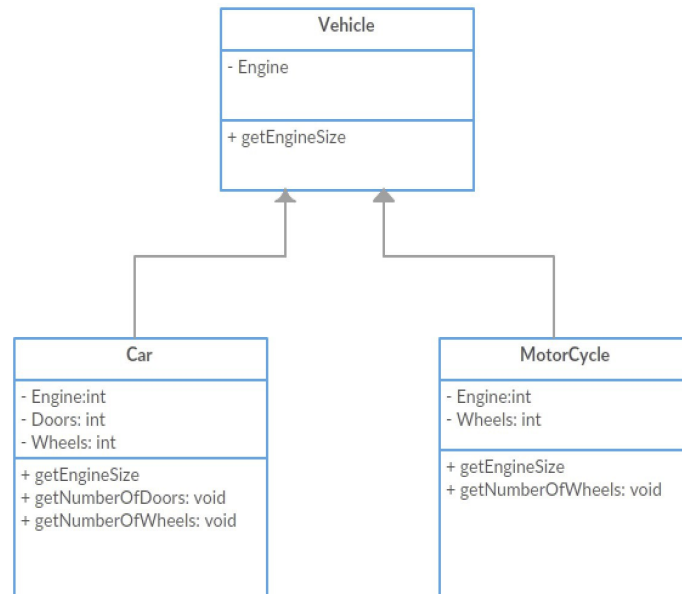 Vehicle
- Engine
+ getEngineSize
Car
- Engine:int
- Doors: int
- Wheels: int
+ getEngineSize
+ getNumberOfDoors: void
+ getNumberOfWheels: void
MotorCycle
- Engine:int
- Wheels: int
+ getEngineSize
+ getNumberOfWheels: void